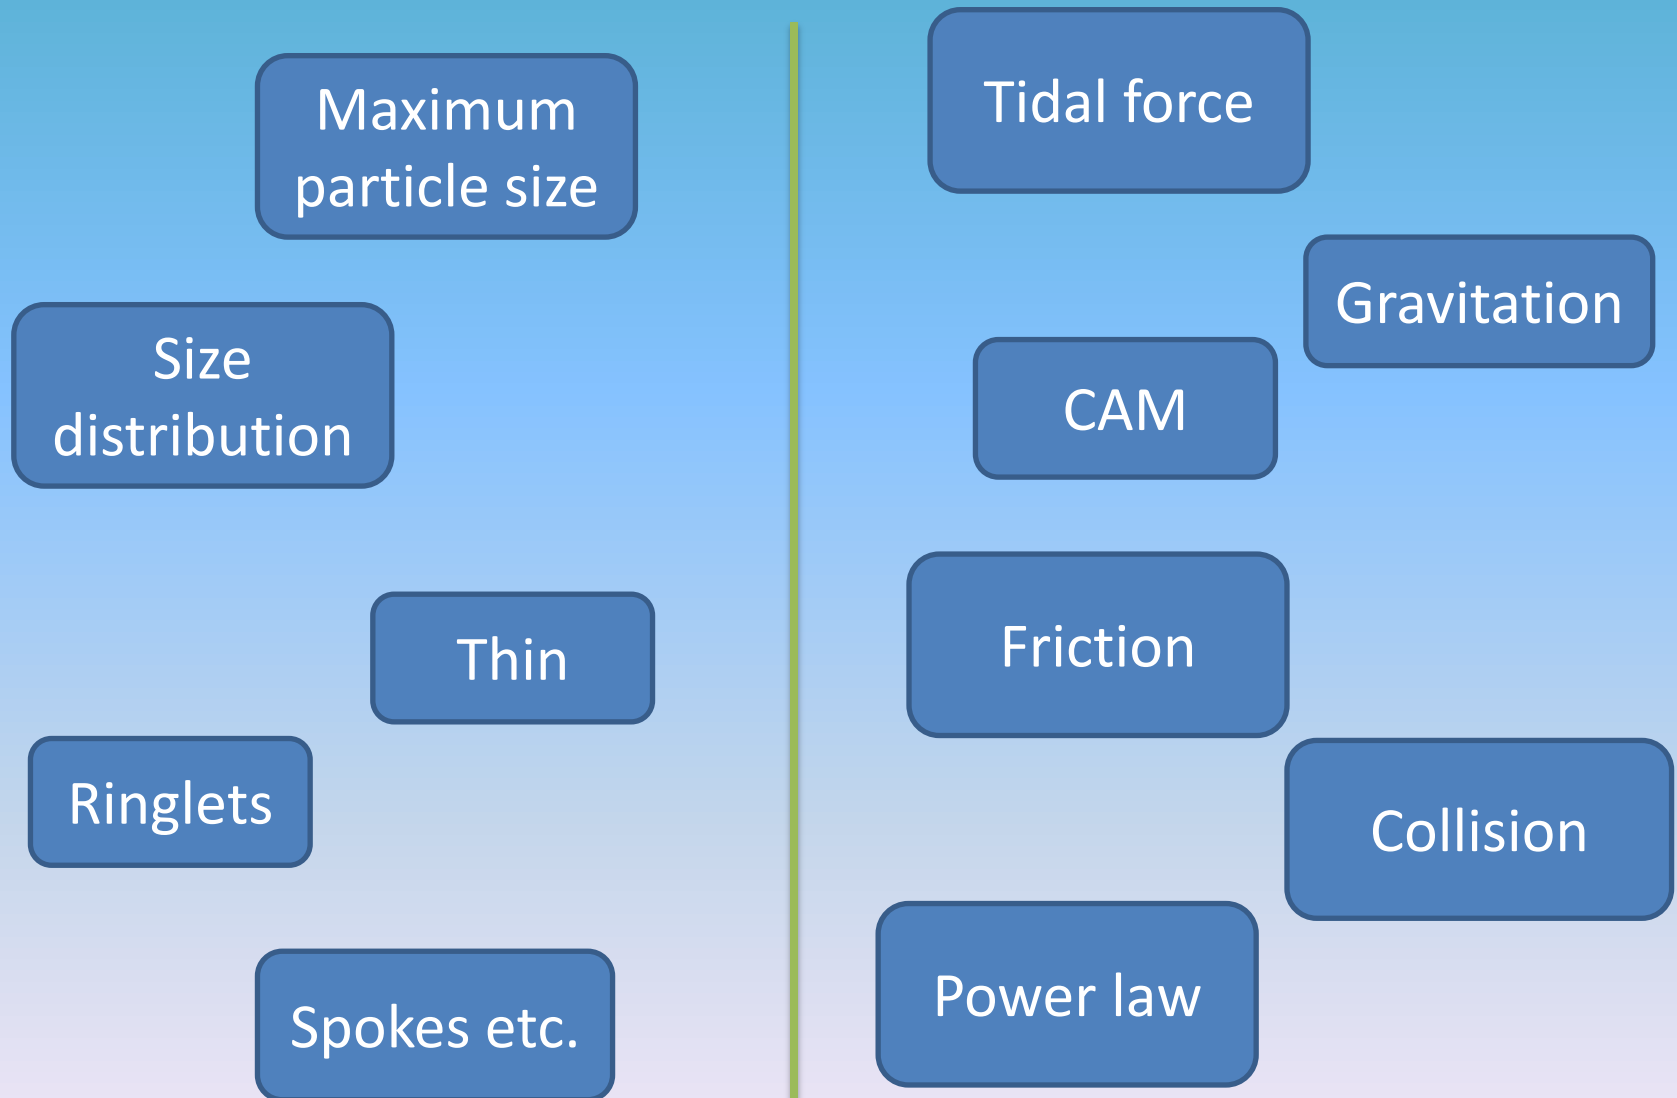 Maximum
particle size
Size
distribution
Thin
Ringlets
Spokes etc.
Tidal force
Gravitation
CAM
Friction
Collision
Power law